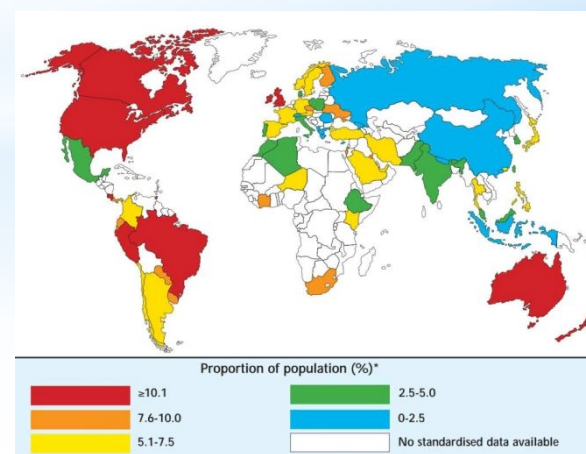 Proportion of population (%)*
≥10.1
7.6-10.0
5.1-7.5
2.5-5.0
0-2.5
No standardised data available